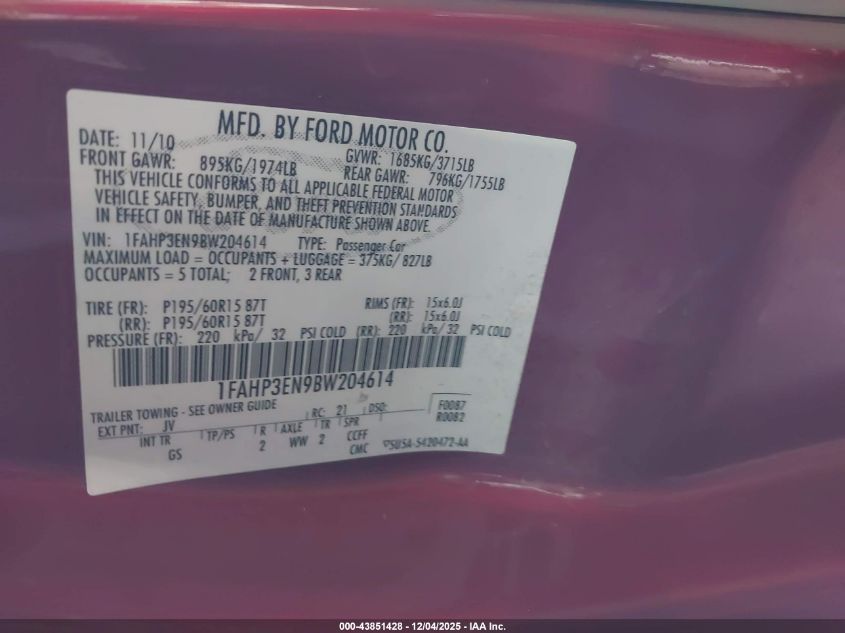 MFD. BY FORD MOTOR CO.
DATE: 11/10 GVWR: 1685KG/3715LB
FRONT GAWR: 895KG/1974LB REAR GAWR: 796KG/1755LB
THIS VEHICLE CONFORMS TO ALL APPLICABLE FEDERAL MOTOR
VEHICLE SAFETY, BUMPER, AND THEFT PREVENTION STANDARDS
IN EFFECT ON THE DATE OF MANUFACTURE SHOWN ABOVE.
VIN: 1FAHP3EN9BW204614 TYPE: Passenger Car
MAXIMUM LOAD = OCCUPANTS + LUGGAGE = 375KG/ 827LB
OCCUPANTS = 5 TOTAL; 2 FRONT, 3 REAR
TIRE (FR): P195/60R15 87T RIMS (FR): 15x6.0J
(RR): P195/60R15 87T (RR): 15x6.0J
PRESSURE (FR): 220 kPa/ 32 PSI COLD (RR): 220 kPa/ 32 PSI COLD
1FAHP3EN9BW204614
TRAILER TOWING - SEE OWNER GUIDE RC: 21 DSO: F0087
EXT PNT: JV R0082
INT TR TP/PS R AXLE TR SPR
GS 2 WW 2 CCFF
CMC 5U5A-5420472-AA
000-43851428 - 12/04/2025 - IAA Inc.